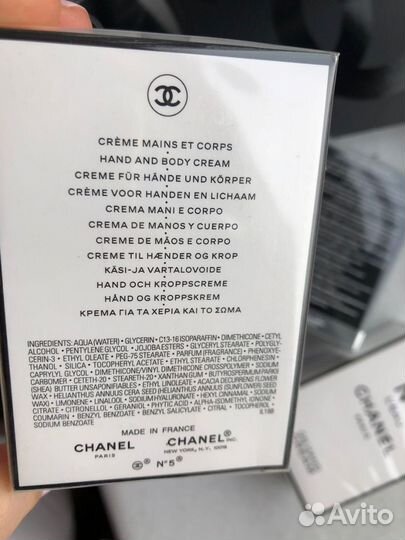 CRÈME MAINS ET CORPS
HAND AND BODY CREAM
CREME FÜR HÄNDE UND KÖRPER
CRÈME VOOR HANDEN EN LICHAAM
CREMA MANI E CORPO
CREMA DE MANOS Y CUERPO
CREME DE MÃOS E CORPO
CREME TIL HÆNDER OG KROP
KÄSI-JA VARTALOVOIDE
HAND OCH KROPPSCREME
HÅND OG KROPPSKREM
ΚΡΕΜΑ ΓΙΑ ΤΑ ΧΕΡΙΑ ΚΑΙ ΤΟ ΣΩΜΑ
INGREDIENTS: AQUA (WATER) • GLYCERIN • C13-16 ISOPARAFFIN • DIMETHICONE • CETYL
ALCOHOL • PENTYLENE GLYCOL • JOJOBA ESTERS • GLYCERYL STEARATE • POLYGLY-
CERIN-3 • ETHYL OLEATE • PEG-75 STEARATE • PARFUM (FRAGRANCE) • PHENOXYE-
THANOL • SILICA • TOCOPHERYL ACETATE • ETHYL STEARATE • CHLORPHENESIN •
CAPRYLYL GLYCOL • DIMETHICONE/VINYL DIMETHICONE CROSSPOLYMER • SODIUM
CARBOMER • CETETH-20 • STEARETH-20 • XANTHAN GUM • BUTYROSPERMUM PARKII
(SHEA) BUTTER UNSAPONIFIABLES • ETHYL LINOLEATE • ACACIA DECURRENS FLOWER
WAX • HELIANTHUS ANNUUS CERA SEED (HELIANTHUS ANNUUS (SUNFLOWER) SEED
WAX) • LIMONENE • LINALOOL • SODIUM HYALURONATE • HEXYL CINNAMAL • SODIUM
CITRATE • CITRONELLOL • GERANIOL • PHYTIC ACID • ALPHA-ISOMETHYL IONONE •
COUMARIN • BENZYL BENZOATE • BENZYL SALICYLATE • CITRAL • TOCOPHEROL •
SODIUM BENZOATE IL18B
MADE IN FRANCE
CHANEL CHANEL INC.
PARIS NEW YORK, N.Y. 10019
® N°5®
CHANEL
Avito